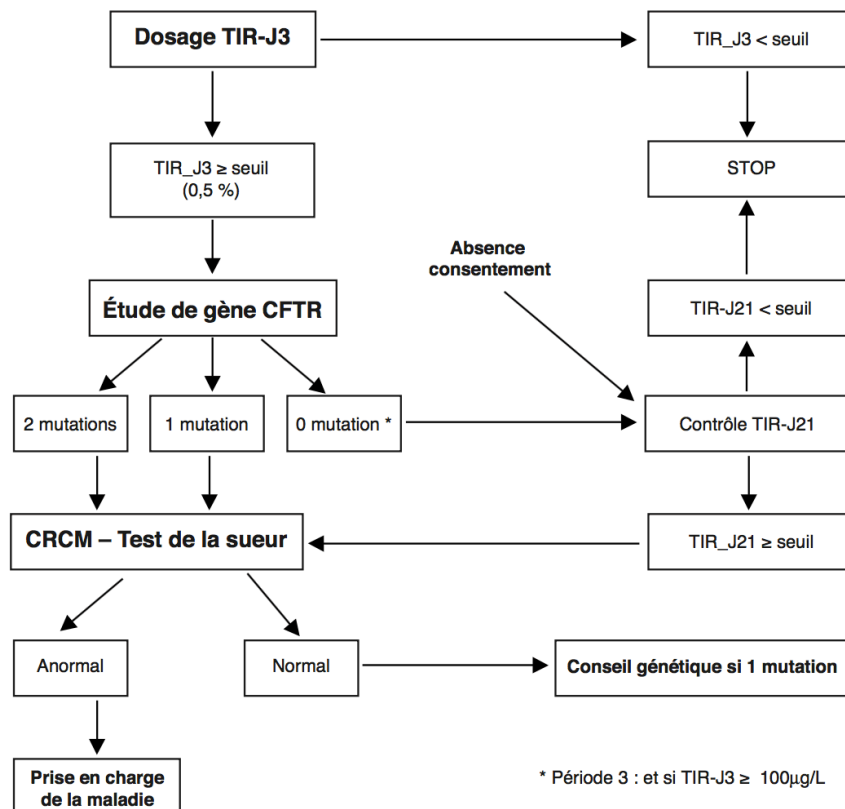 Dosage TIR-J3
TIR_J3 < seuil
TIR_J3 ≥ seuil
(0,5 %)
STOP
Absence
consentement
Étude de gène CFTR
TIR-J21 < seuil
2 mutations
1 mutation
0 mutation *
Contrôle TIR-J21
CRCM – Test de la sueur
TIR_J21 ≥ seuil
Anormal
Normal
Conseil génétique si 1 mutation
Prise en charge
de la maladie
* Période 3 : et si TIR-J3 ≥ 100µg/L